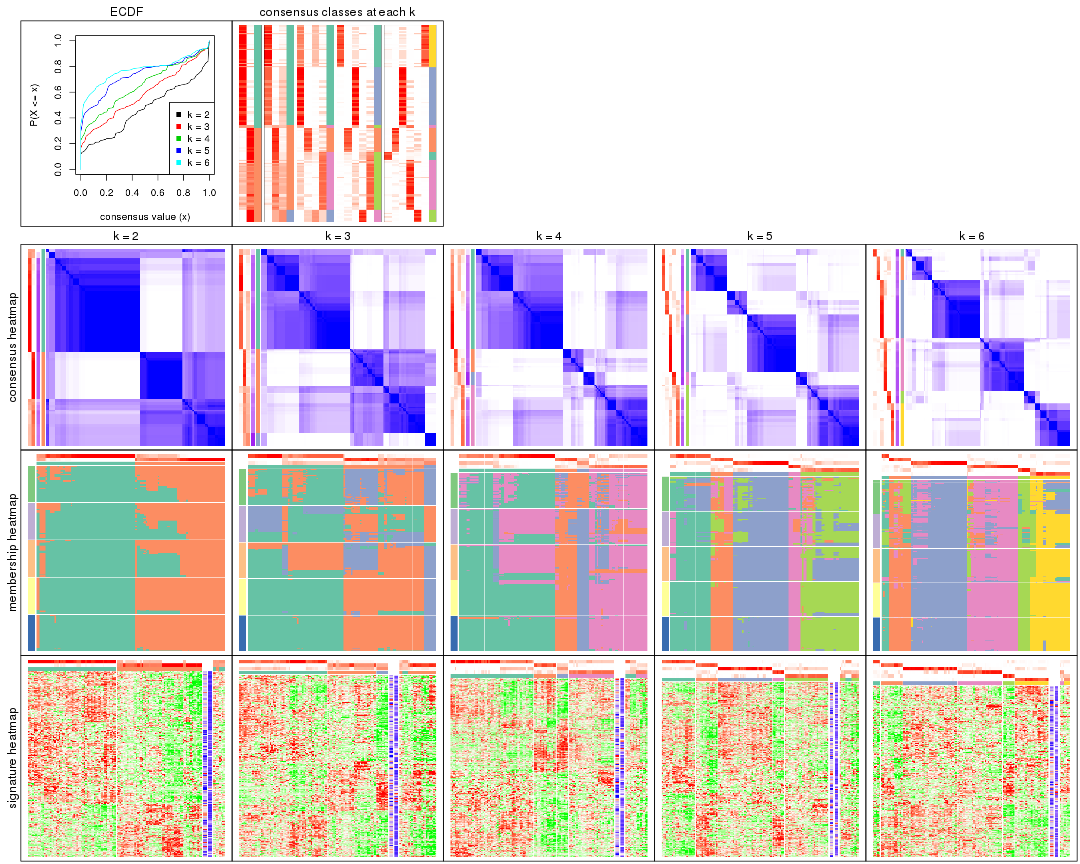 ECDF
consensus classes at each k
P(X <= x)
1.0
0.8
0.6
0.4
0.2
0.0
k = 2
k = 3
k = 4
k = 5
k = 6
0.0 0.2 0.4 0.6 0.8 1.0
consensus value (x)
k = 2 k = 3 k = 4 k = 5 k = 6
consensus heatmap
membership heatmap
signature heatmap